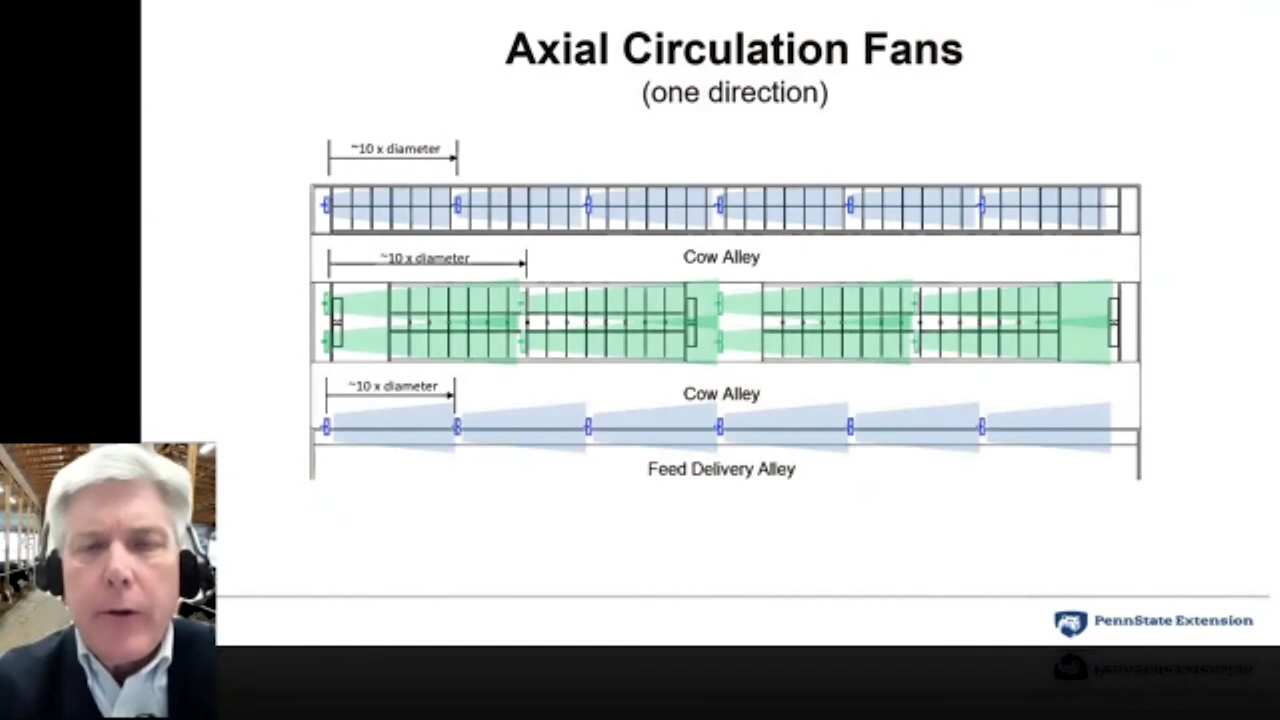 Axial Circulation Fans
(one direction)
~10 x diameter
Cow Alley
~10 x diameter
~10 x diameter
Cow Alley
Feed Delivery Alley
PennState Extension